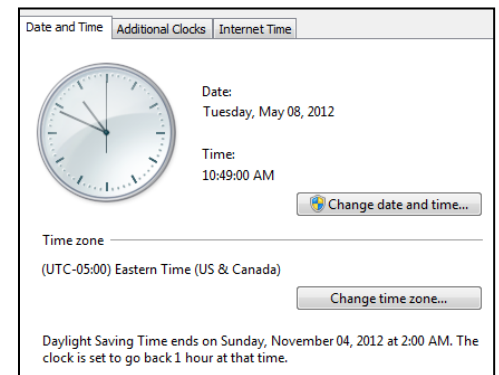 Date and Time Additional Clocks Internet Time
Date:
Tuesday, May 08, 2012
Time:
10:49:00 AM
Change date and time...
Time zone
(UTC-05:00) Eastern Time (US & Canada)
Change time zone...
Daylight Saving Time ends on Sunday, November 04, 2012 at 2:00 AM. The
clock is set to go back 1 hour at that time.